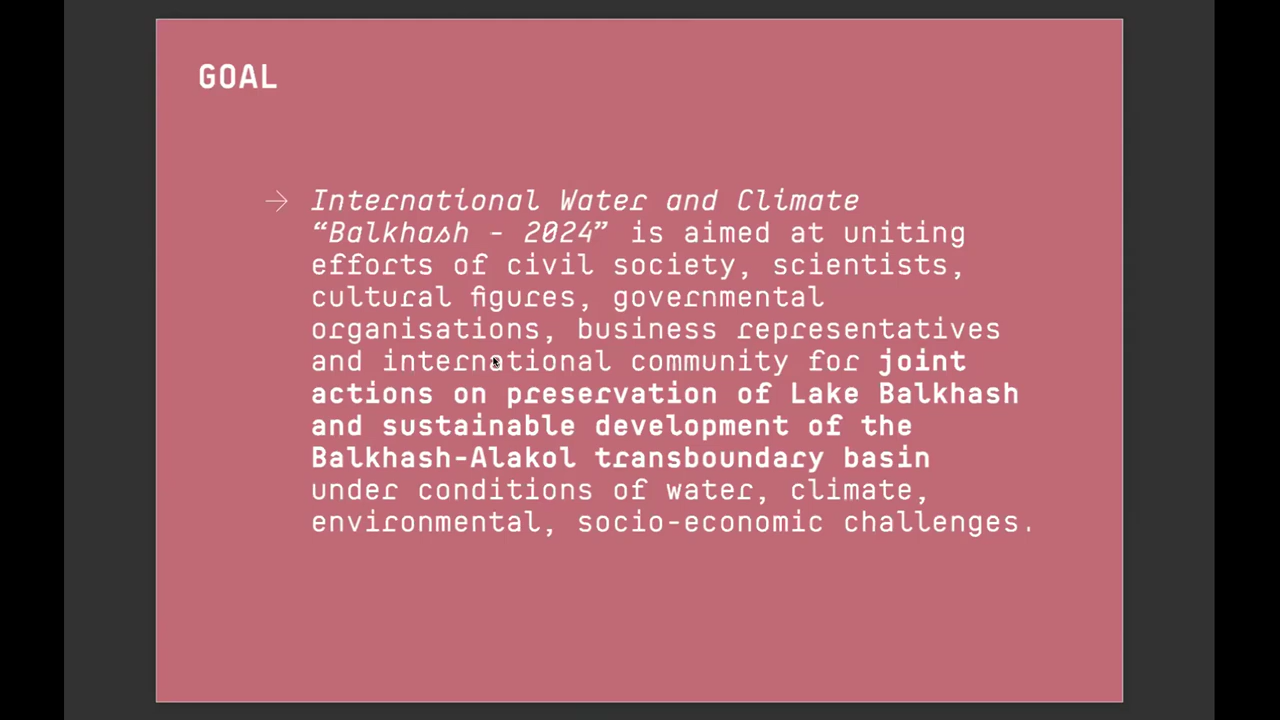 GOAL
→ International Water and Climate
“Balkhash - 2024” is aimed at uniting
efforts of civil society, scientists,
cultural figures, governmental
organisations, business representatives
and international community for joint
actions on preservation of Lake Balkhash
and sustainable development of the
Balkhash-Alakol transboundary basin
under conditions of water, climate,
environmental, socio-economic challenges.